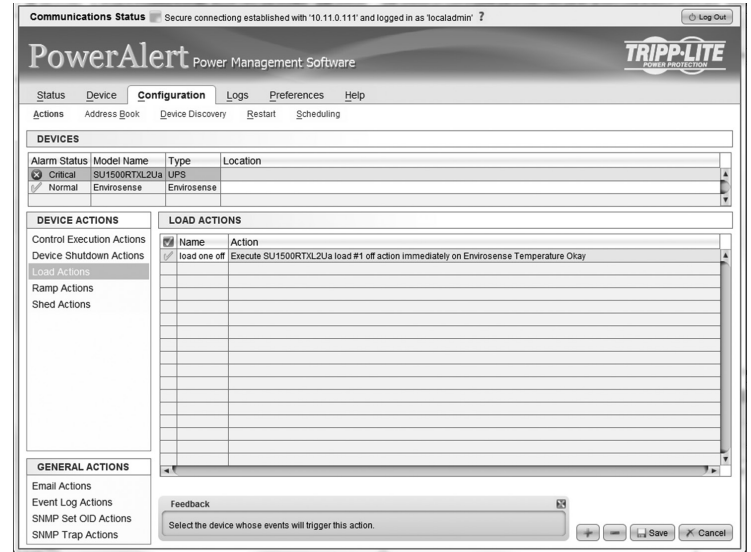 Communications Status Secure connectiong established with '10.11.0.111' and logged in as 'localadmin' ? Log Out
PowerAlert Power Management Software
TRIPP·LITE
POWER PROTECTION
Status Device Configuration Logs Preferences Help
Actions Address Book Device Discovery Restart Scheduling
DEVICES
Alarm Status Model Name Type Location
Critical SU1500RTXL2Ua UPS
Normal Envirosense Envirosense
DEVICE ACTIONS
Control Execution Actions
Device Shutdown Actions
Load Actions
Ramp Actions
Shed Actions
LOAD ACTIONS
Name Action
load one off Execute SU1500RTXL2Ua load #1 off action immediately on Envirosense Temperature Okay
GENERAL ACTIONS
Email Actions
Event Log Actions
SNMP Set OID Actions
SNMP Trap Actions
Feedback
Select the device whose events will trigger this action.
Save Cancel